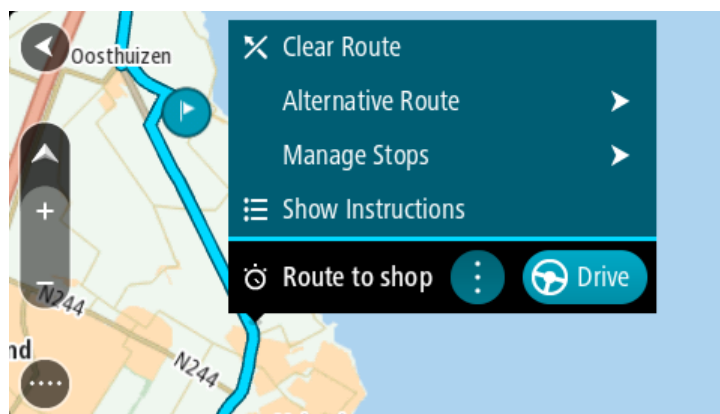 Oosthuizen
Clear Route
Alternative Route
Manage Stops
Show Instructions
Route to shop
Drive
N244
nd
N244